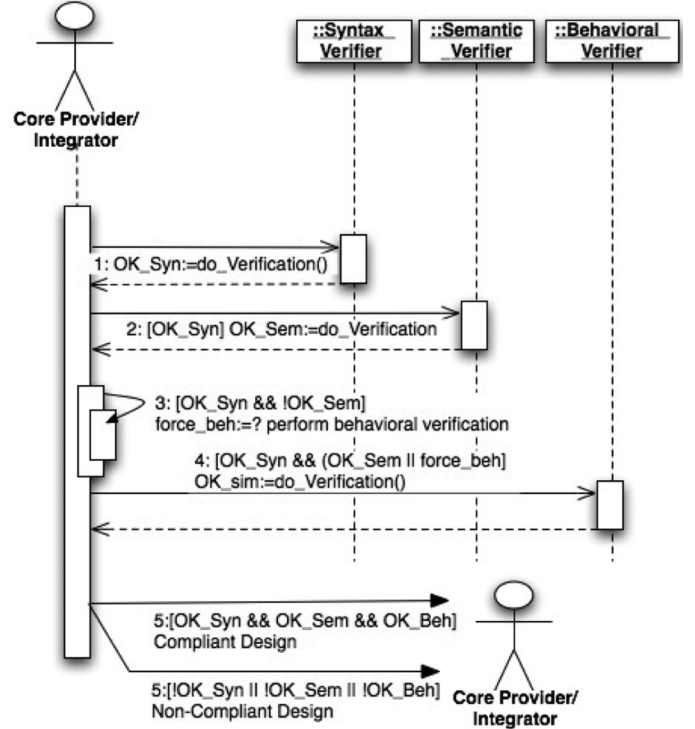 ::Syntax_
Verifier
::Semantic
_Verifier
::Behavioral_
Verifier
Core Provider/
Integrator
1: OK_Syn:=do_Verification()
2: [OK_Syn] OK_Sem:=do_Verification
3: [OK_Syn && !OK_Sem]
force_beh:=? perform behavioral verification
4: [OK_Syn && (OK_Sem || force_beh]
OK_sim:=do_Verification()
5:[OK_Syn && OK_Sem && OK_Beh]
Compliant Design
5:[!OK_Syn || !OK_Sem || !OK_Beh]
Non-Compliant Design
Core Provider/
Integrator